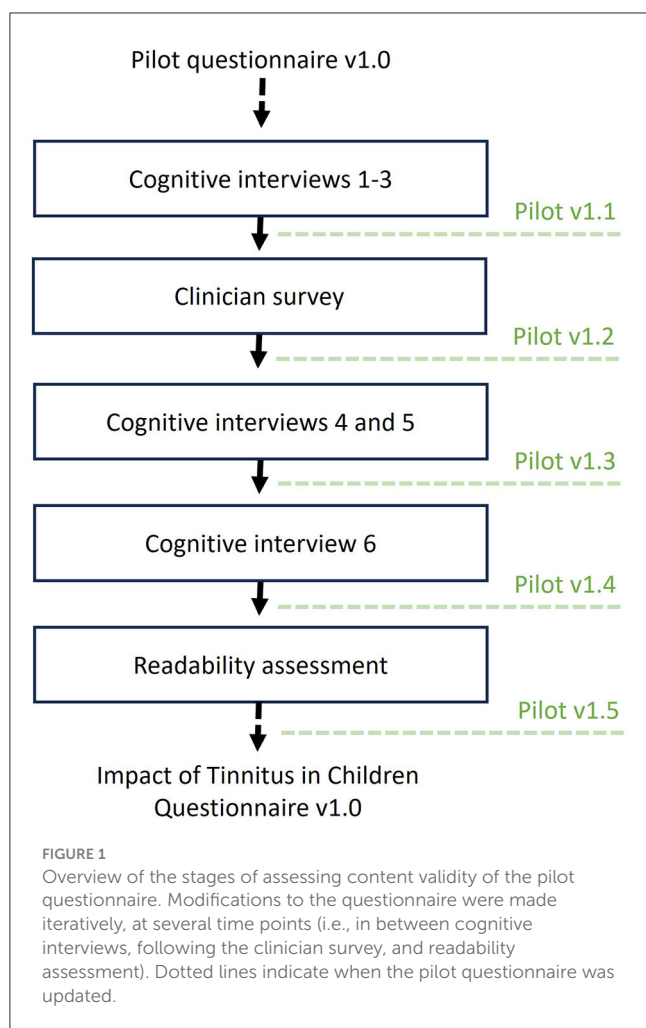 Pilot questionnaire v1.0
Cognitive interviews 1-3
Pilot v1.1
Clinician survey
Pilot v1.2
Cognitive interviews 4 and 5
Pilot v1.3
Cognitive interview 6
Pilot v1.4
Readability assessment
Pilot v1.5
Impact of Tinnitus in Children
Questionnaire v1.0
FIGURE 1
Overview of the stages of assessing content validity of the pilot
questionnaire. Modifications to the questionnaire were made
iteratively, at several time points (i.e., in between cognitive
interviews, following the clinician survey, and readability
assessment). Dotted lines indicate when the pilot questionnaire was
updated.